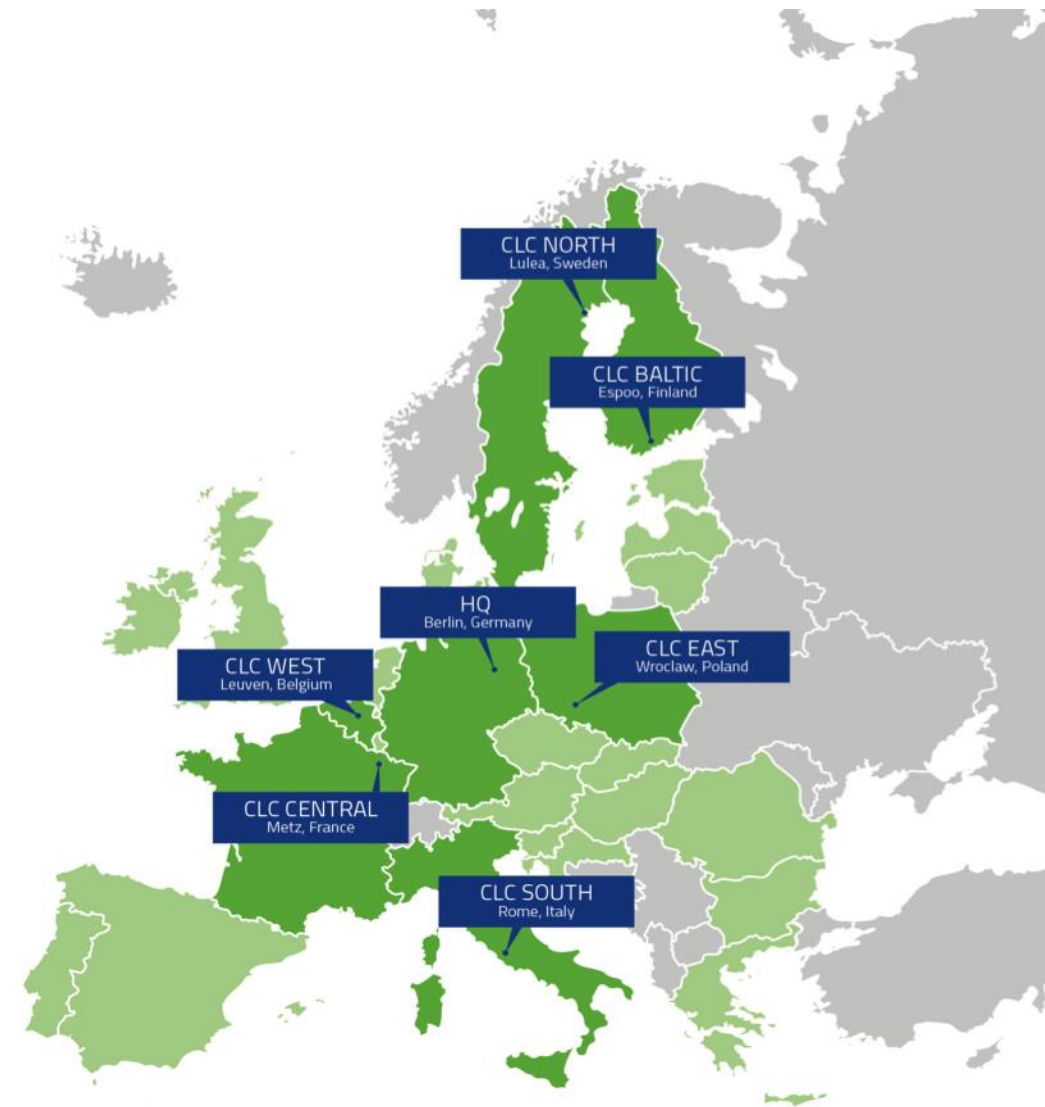 CLC NORTH
Lulea, Sweden
CLC BALTIC
Espoo, Finland
HQ
Berlin, Germany
CLC EAST
Wroclaw, Poland
CLC WEST
Leuven, Belgium
CLC CENTRAL
Metz, France
CLC SOUTH
Rome, Italy